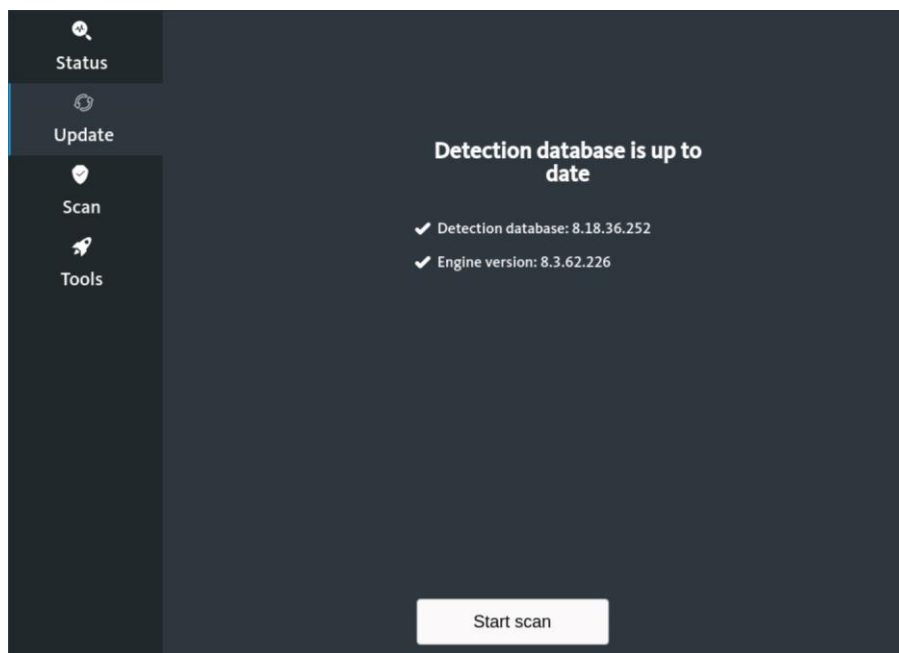 Status
Update
Scan
Tools
Detection database is up to
date
Detection database: 8.18.36.252
Engine version: 8.3.62.226
Start scan